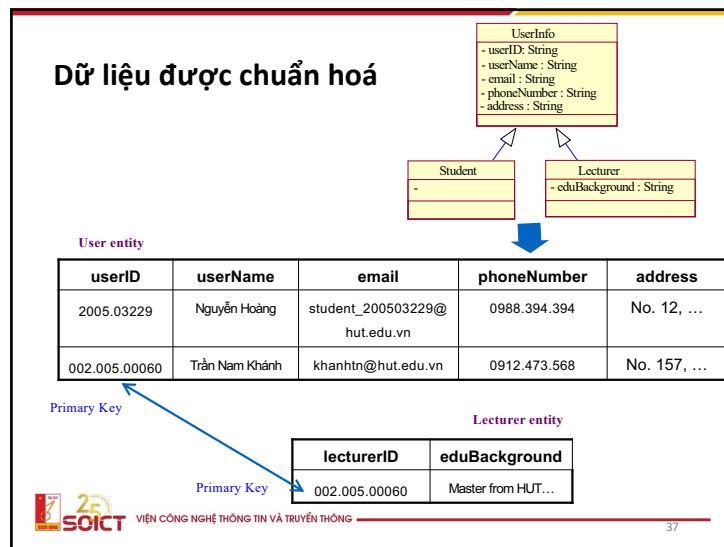 Dữ liệu được chuẩn hoá
UserInfo
- userID: String
- userName : String
- email : String
- phoneNumber : String
- address : String
Student
-
Lecturer
- eduBackground : String
User entity
userID userName email phoneNumber address
2005.03229 Nguyễn Hoàng student_200503229@ 0988.394.394 No. 12, …
hut.edu.vn
002.005.00060 Trần Nam Khánh khanhtn@hut.edu.vn 0912.473.568 No. 157, …
Primary Key
Lecturer entity
lecturerID eduBackground
Primary Key
002.005.00060 Master from HUT…
25
SOICT
VIỆN CÔNG NGHỆ THÔNG TIN VÀ TRUYỀN THÔNG
37